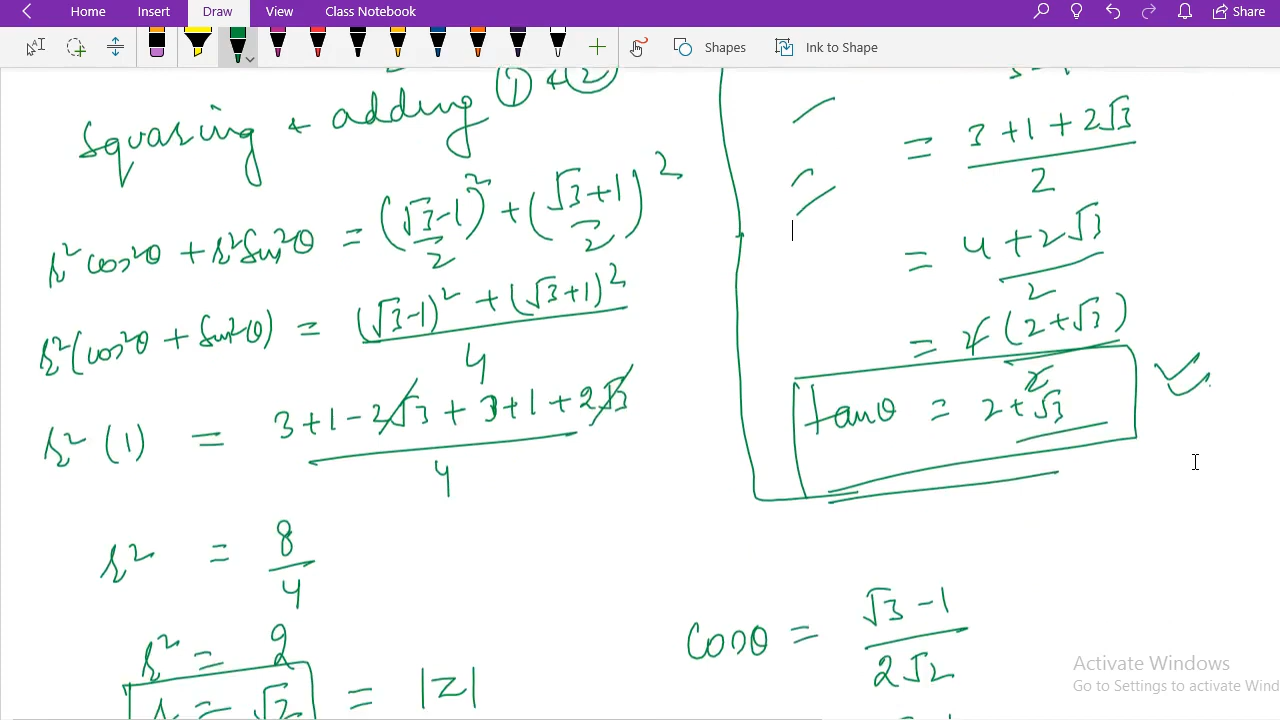 Home Insert Draw View Class Notebook Share
Shapes Ink to Shape
Squaring + adding ① + ②
r²cos²θ + r²Sin²θ = (√3-1/2)² + (√3+1/2)²
r²(cos²θ + Sin²θ) = (√3-1)² + (√3+1)² / 4
r²(1) = 3+1-2√3+3+1+2√3 / 4
r² = 8/4
r² = 2
r = √2 = |Z|
= 3+1+2√3 / 2
= 4+2√3 / 2
= 2(2+√3) / 2
tanθ = 2+√3
Cosθ = √3-1 / 2√2
Activate Windows
Go to Settings to activate Wind